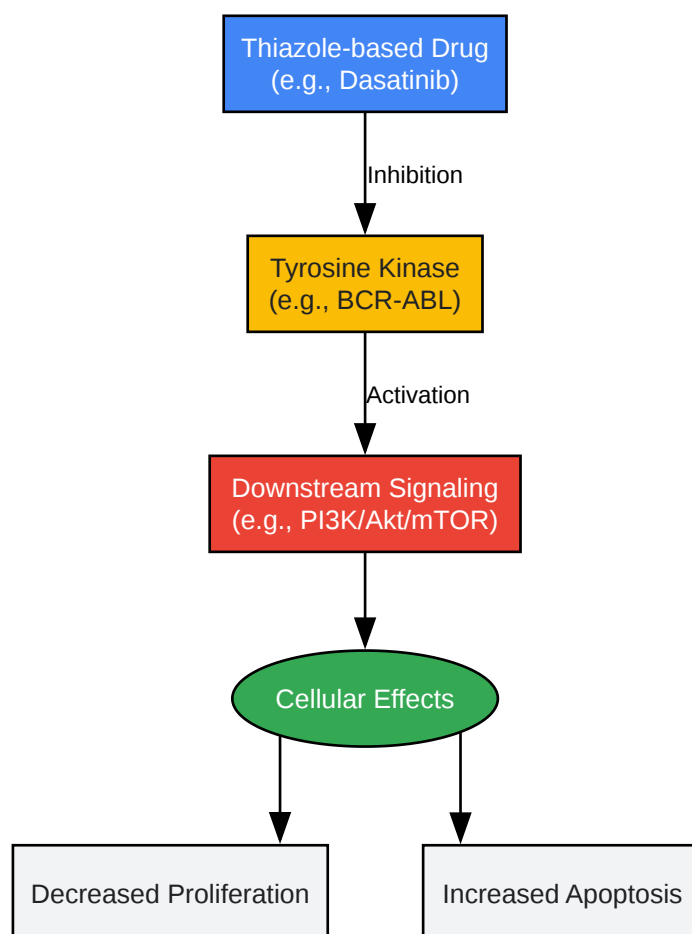 Thiazole-based Drug
(e.g., Dasatinib)
Inhibition
Tyrosine Kinase
(e.g., BCR-ABL)
Activation
Downstream Signaling
(e.g., PI3K/Akt/mTOR)
Cellular Effects
Decreased Proliferation
Increased Apoptosis